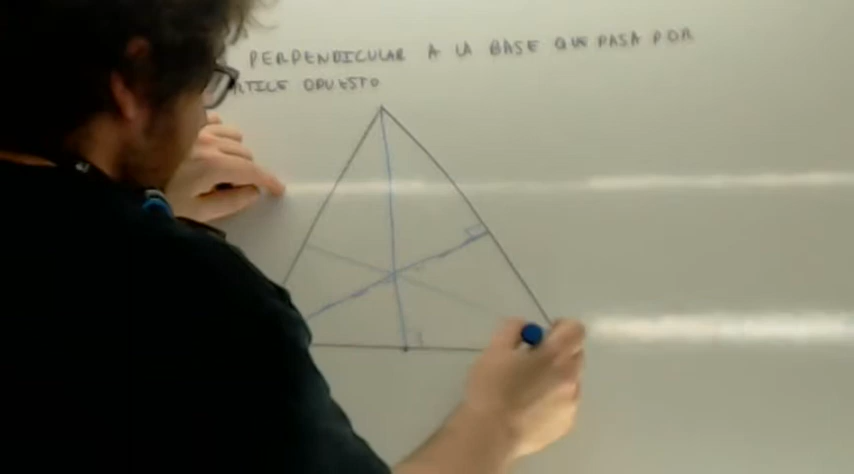 PERPENDICULAR A LA BASE QUE PASA POR
RTICE OPUESTO